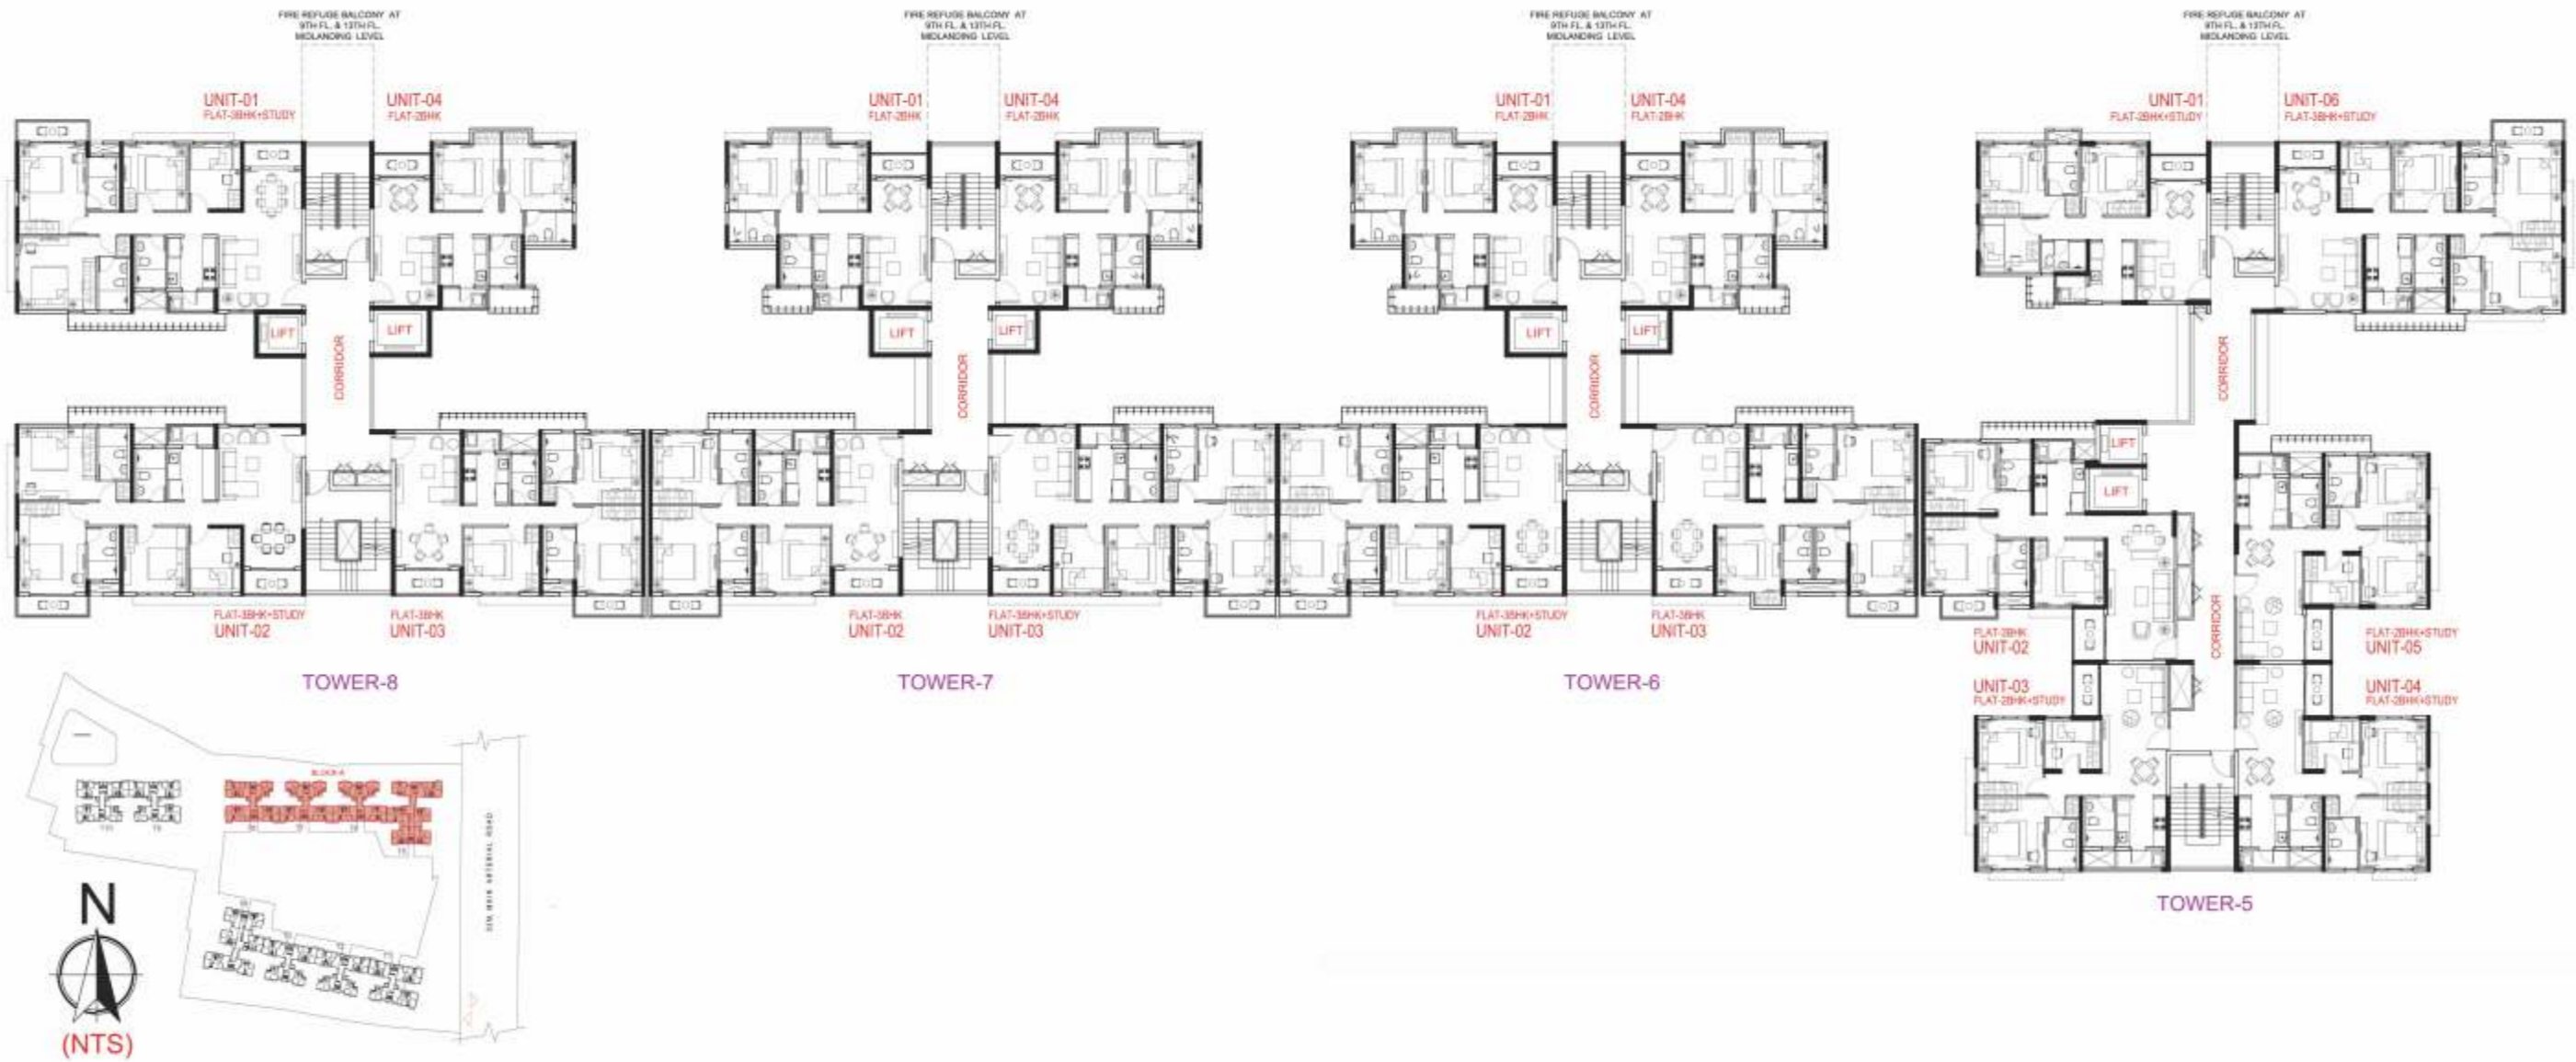 FIRE REFUGE BALCONY AT
9TH FL. & 13TH FL.
MIDLANDING LEVEL
FIRE REFUGE BALCONY AT
9TH FL. & 13TH FL.
MIDLANDING LEVEL
FIRE REFUGE BALCONY AT
9TH FL. & 13TH FL.
MIDLANDING LEVEL
FIRE REFUGE BALCONY AT
9TH FL. & 13TH FL.
MIDLANDING LEVEL
UNIT-01
FLAT-3BHK+STUDY
UNIT-04
FLAT-2BHK
UNIT-01
FLAT-2BHK
UNIT-04
FLAT-2BHK
UNIT-01
FLAT-2BHK
UNIT-04
FLAT-2BHK
UNIT-01
FLAT-2BHK+STUDY
UNIT-06
FLAT-3BHK+STUDY
LIFT
LIFT
LIFT
LIFT
LIFT
LIFT
CORRIDOR
CORRIDOR
CORRIDOR
CORRIDOR
LIFT
LIFT
CORRIDOR
FLAT-3BHK+STUDY
UNIT-02
FLAT-3BHK
UNIT-03
FLAT-3BHK
UNIT-02
FLAT-3BHK+STUDY
UNIT-03
FLAT-3BHK+STUDY
UNIT-02
FLAT-3BHK
UNIT-03
FLAT-2BHK
UNIT-02
FLAT-2BHK+STUDY
UNIT-05
UNIT-03
FLAT-2BHK+STUDY
UNIT-04
FLAT-2BHK+STUDY
TOWER-8
TOWER-7
TOWER-6
TOWER-5
BLOCK-A
ARTERIAL ROAD
N
(NTS)